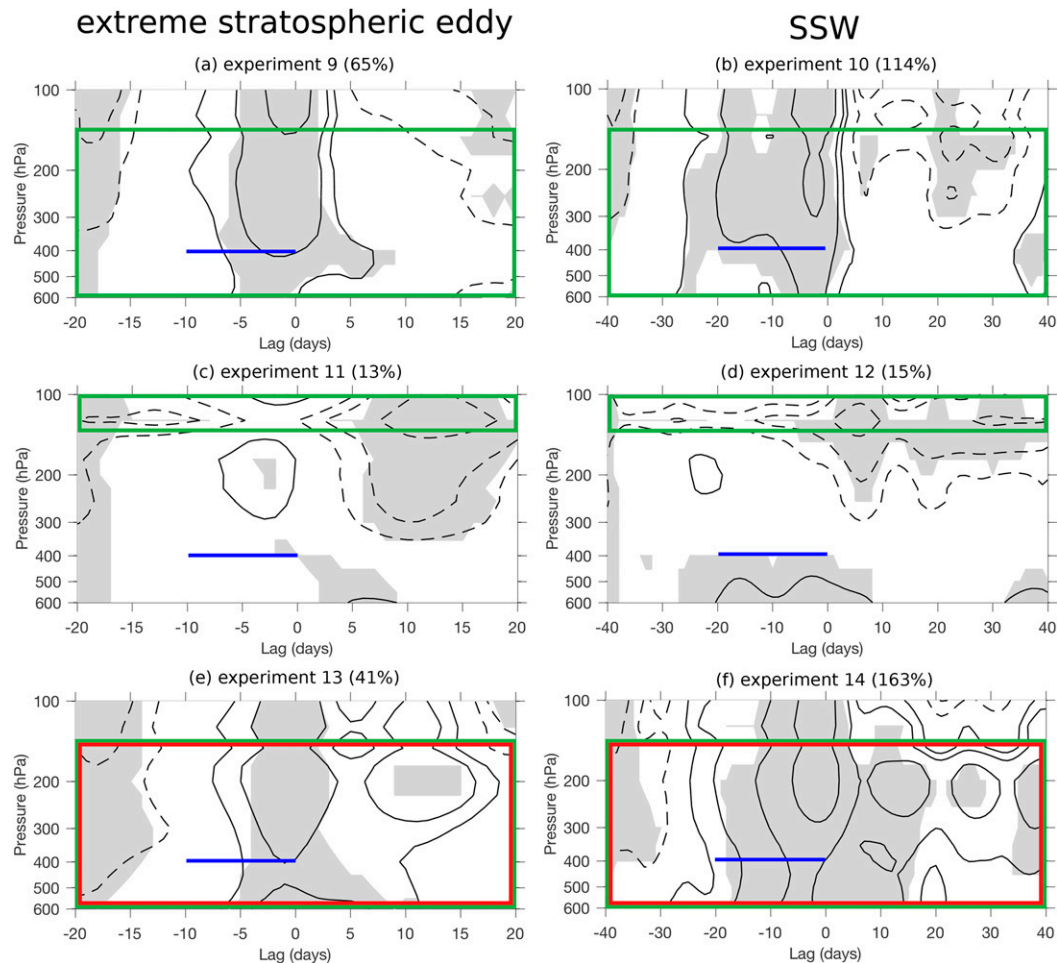 extreme stratospheric eddy SSW
(a) experiment 9 (65%) (b) experiment 10 (114%)
100 100
200 200
300 300
400 400
500 500
600 600
Pressure (hPa) Pressure (hPa)
-20 -15 -10 -5 0 5 10 15 20 -40 -30 -20 -10 0 10 20 30 40
Lag (days) Lag (days)
(c) experiment 11 (13%) (d) experiment 12 (15%)
100 100
200 200
300 300
400 400
500 500
600 600
Pressure (hPa) Pressure (hPa)
-20 -15 -10 -5 0 5 10 15 20 -40 -30 -20 -10 0 10 20 30 40
Lag (days) Lag (days)
(e) experiment 13 (41%) (f) experiment 14 (163%)
100 100
200 200
300 300
400 400
500 500
600 600
Pressure (hPa) Pressure (hPa)
-20 -15 -10 -5 0 5 10 15 20 -40 -30 -20 -10 0 10 20 30 40
Lag (days) Lag (days)